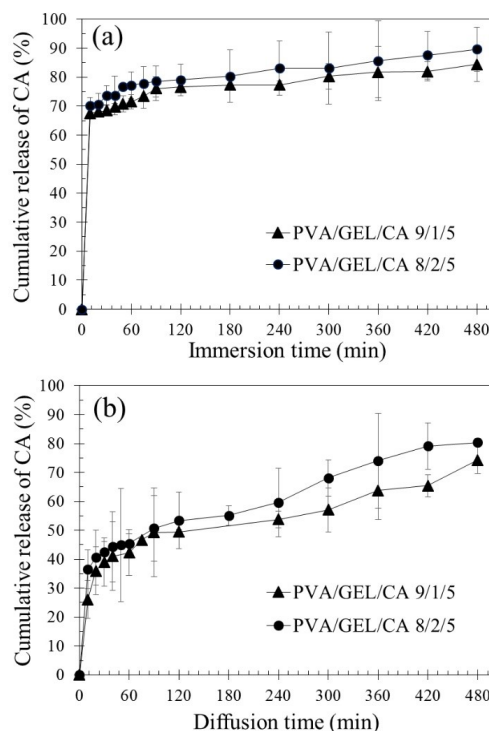 (a)
Cumulative release of CA (%)
100
90
80
70
60
50
40
30
20
10
0
PVA/GEL/CA 9/1/5
PVA/GEL/CA 8/2/5
0 60 120 180 240 300 360 420 480
Immersion time (min)
(b)
Cumulative release of CA (%)
100
90
80
70
60
50
40
30
20
10
0
PVA/GEL/CA 9/1/5
PVA/GEL/CA 8/2/5
0 60 120 180 240 300 360 420 480
Diffusion time (min)